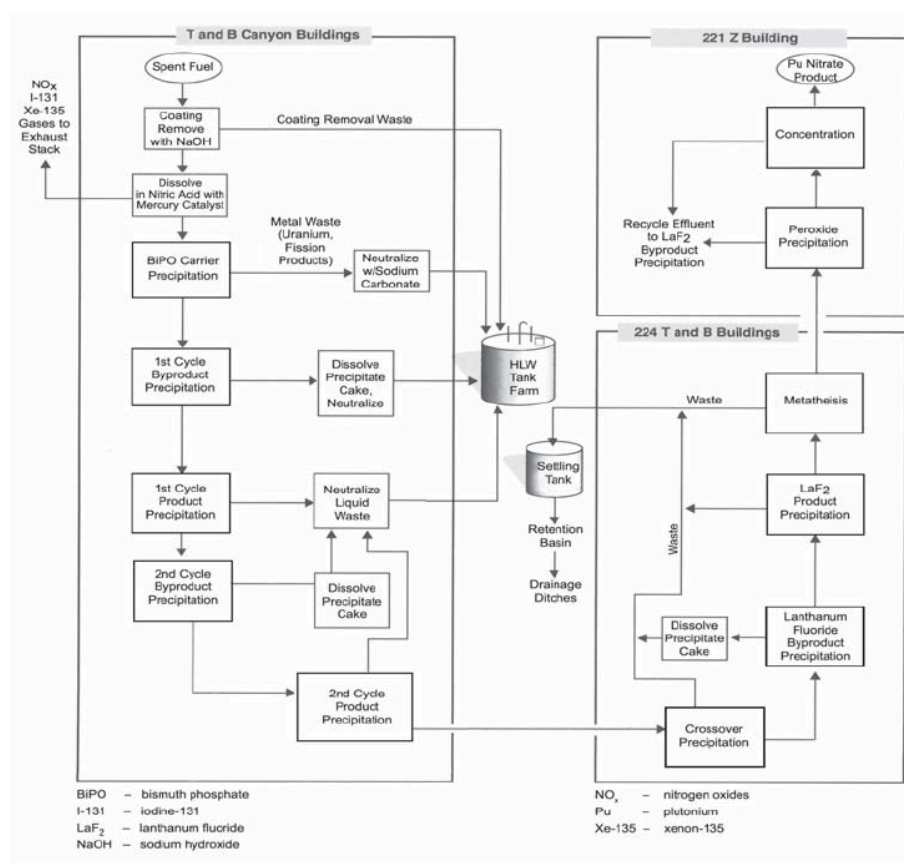 T and B Canyon Buildings
Spent Fuel
NOx
I-131
Xe-135
Gases to
Exhaust
Stack
Coating
Remove
with NaOH
Coating Removal Waste
Dissolve
in Nitric Acid with
Mercury Catalyst
Metal Waste
(Uranium,
Fission
Products)
BiPO Carrier
Precipitation
Neutralize
w/Sodium
Carbonate
1st Cycle
Byproduct
Precipitation
Dissolve
Precipitate
Cake,
Neutralize
HLW
Tank
Farm
1st Cycle
Product
Precipitation
Neutralize
Liquid
Waste
Settling
Tank
Retention
Basin
Drainage
Ditches
2nd Cycle
Byproduct
Precipitation
Dissolve
Precipitate
Cake
2nd Cycle
Product
Precipitation
221 Z Building
Pu Nitrate
Product
Concentration
Recycle Effluent
to LaF2
Byproduct
Precipitation
Peroxide
Precipitation
224 T and B Buildings
Waste
Metatheisis
LaF2
Product
Precipitation
Waste
Dissolve
Precipitate
Cake
Lanthanum
Fluoride
Byproduct
Precipitation
Crossover
Precipitation
BiPO – bismuth phosphate
I-131 – iodine-131
LaF2 – lanthanum fluoride
NaOH – sodium hydroxide
NOx – nitrogen oxides
Pu – plutonium
Xe-135 – xenon-135